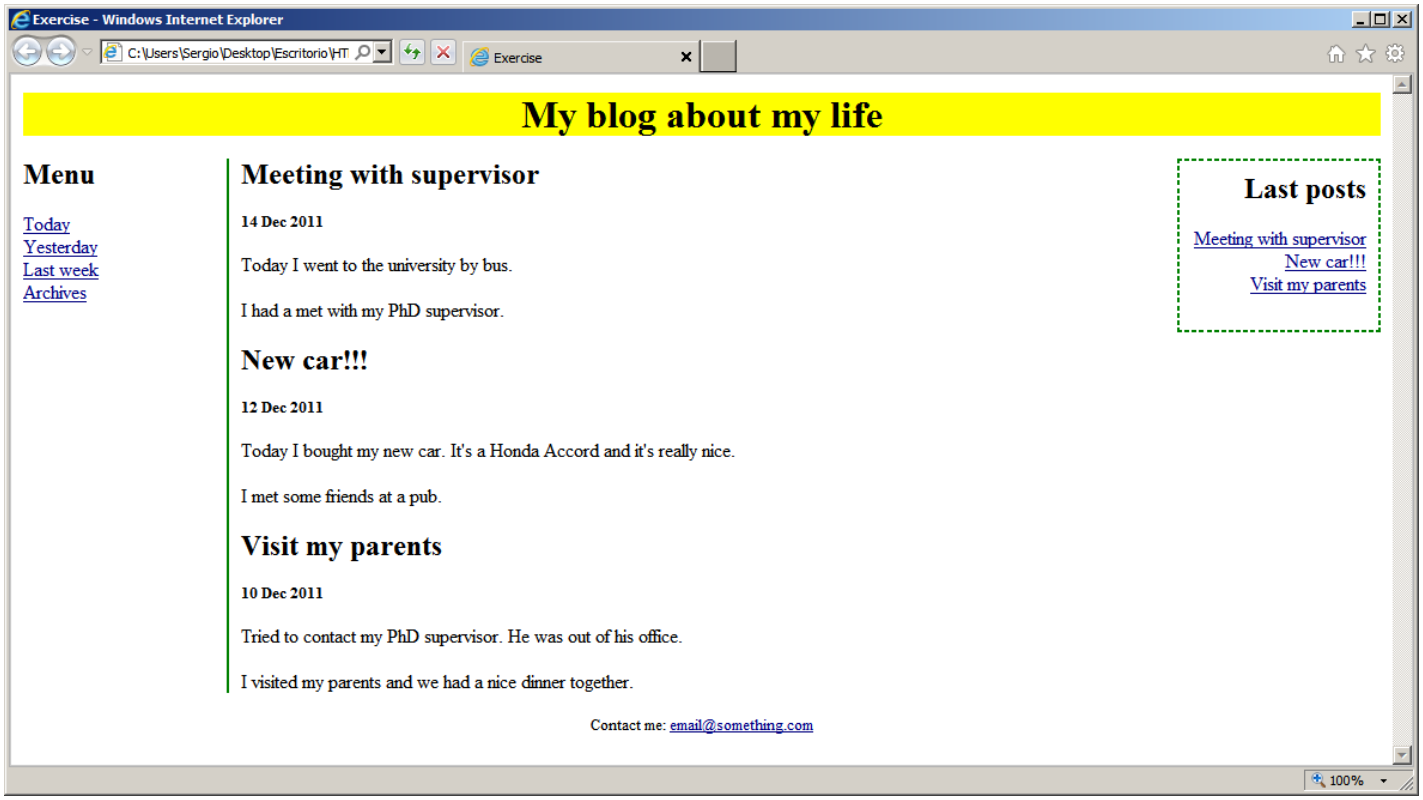 Exercise - Windows Internet Explorer
C:\Users\Sergio\Desktop\Escritorio\HT
Exercise
My blog about my life
Menu
Today
Yesterday
Last week
Archives
Meeting with supervisor
14 Dec 2011
Today I went to the university by bus.
I had a met with my PhD supervisor.
New car!!!
12 Dec 2011
Today I bought my new car. It's a Honda Accord and it's really nice.
I met some friends at a pub.
Visit my parents
10 Dec 2011
Tried to contact my PhD supervisor. He was out of his office.
I visited my parents and we had a nice dinner together.
Last posts
Meeting with supervisor
New car!!!
Visit my parents
Contact me: email@something.com
100%